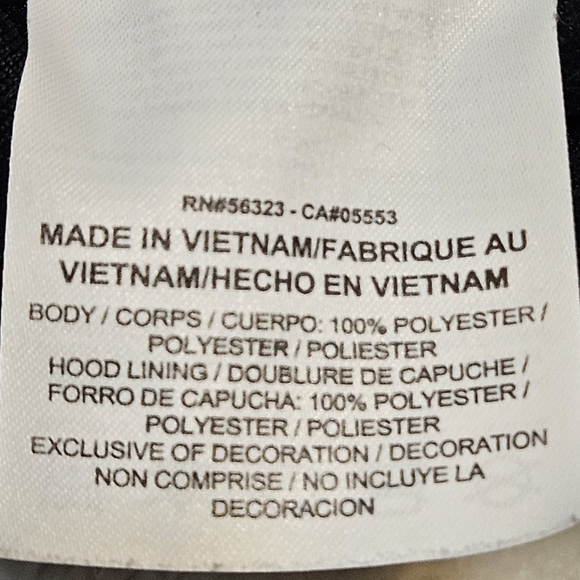 RN#56323 - CA#05553
MADE IN VIETNAM/FABRIQUE AU
VIETNAM/HECHO EN VIETNAM
BODY / CORPS / CUERPO: 100% POLYESTER /
POLYESTER / POLIESTER
HOOD LINING / DOUBLURE DE CAPUCHE /
FORRO DE CAPUCHA: 100% POLYESTER /
POLYESTER / POLIESTER
EXCLUSIVE OF DECORATION / DECORATION
NON COMPRISE / NO INCLUYE LA
DECORACION